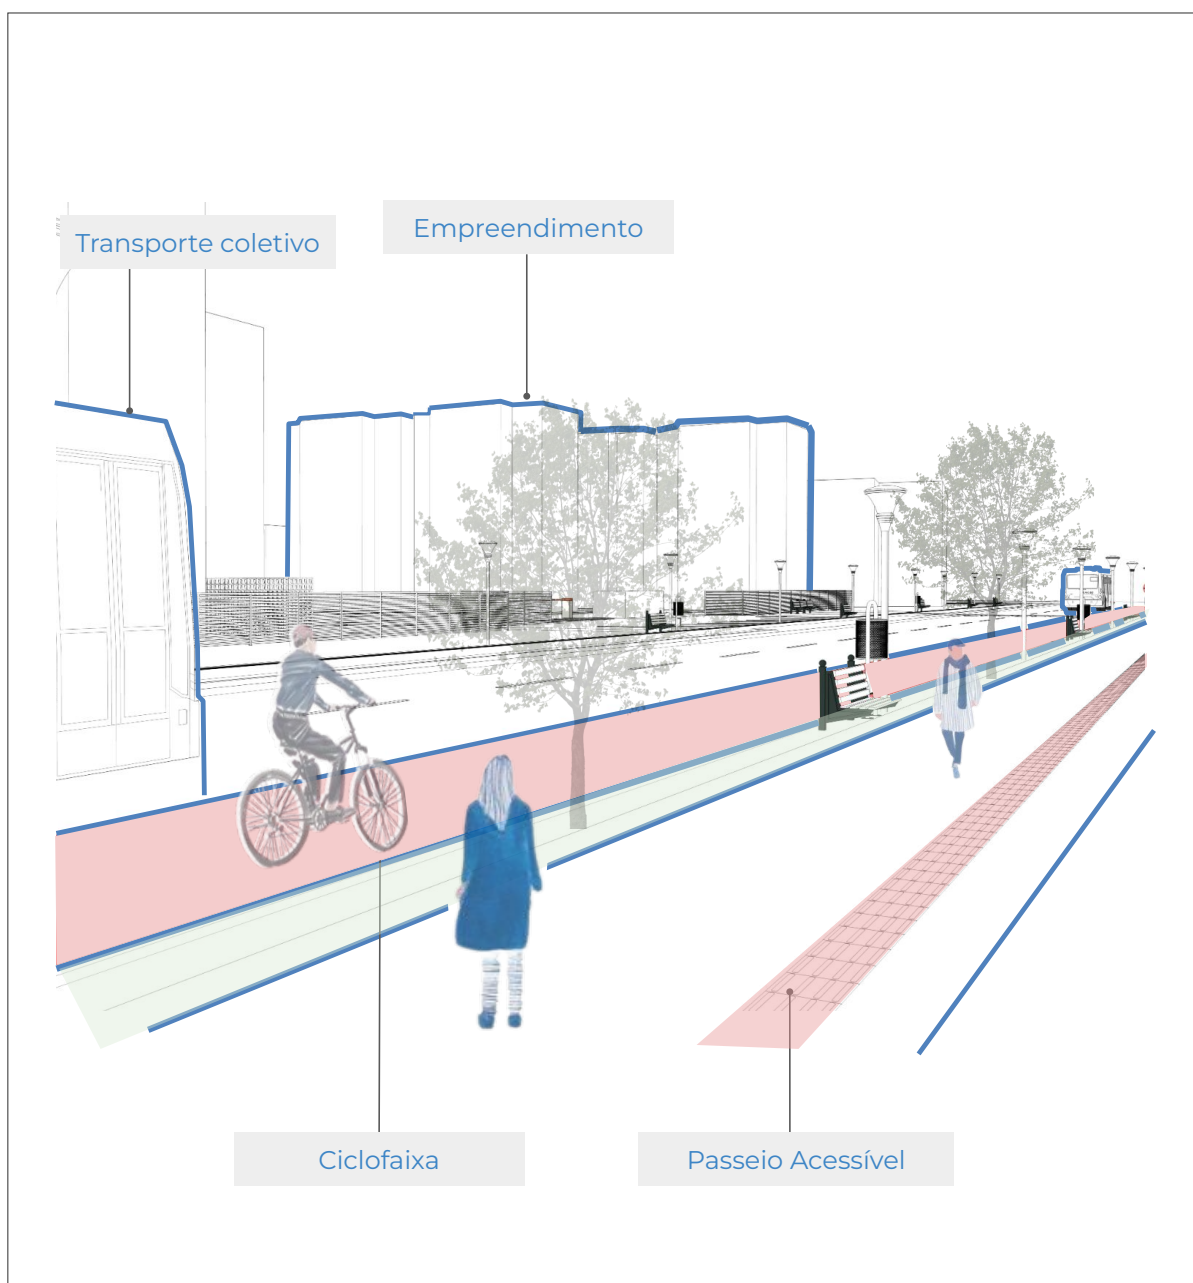 Transporte coletivo
Empreendimento
Ciclofaixa
Passeio Acessível